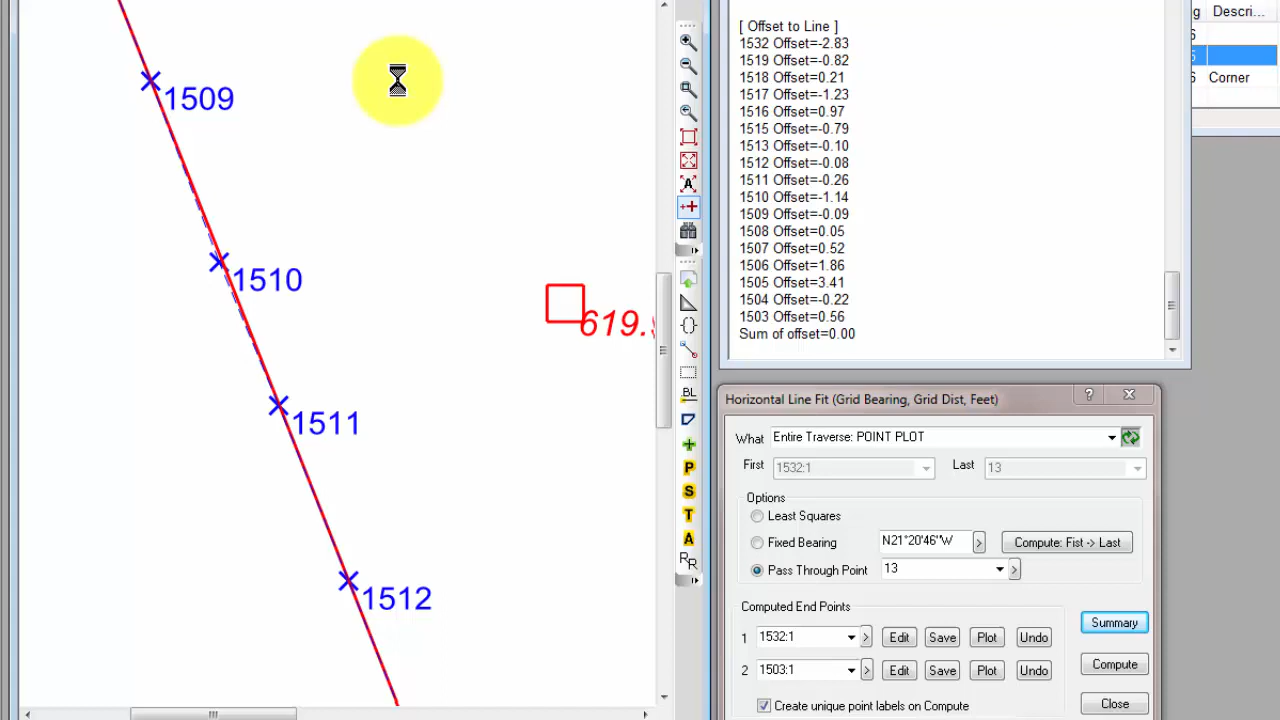 1509
1510
619.
1511
1512
A
BL
P
S
T
A
R
R
[ Offset to Line ]
1532 Offset=-2.83
1519 Offset=-0.82
1518 Offset=0.21
1517 Offset=-1.23
1516 Offset=0.97
1515 Offset=-0.79
1513 Offset=-0.10
1512 Offset=-0.08
1511 Offset=-0.26
1510 Offset=-1.14
1509 Offset=-0.09
1508 Offset=0.05
1507 Offset=0.52
1506 Offset=1.86
1505 Offset=3.41
1504 Offset=-0.22
1503 Offset=0.56
Sum of offset=0.00
g Descri...
6
5
6 Corner
Horizontal Line Fit (Grid Bearing, Grid Dist, Feet)
What Entire Traverse: POINT PLOT
First 1532:1 Last 13
Options
Least Squares
Fixed Bearing N21°20'46"W > Compute: Fist -> Last
Pass Through Point 13 >
Computed End Points
1 1532:1 > Edit Save Plot Undo
2 1503:1 > Edit Save Plot Undo
Create unique point labels on Compute
Summary
Compute
Close